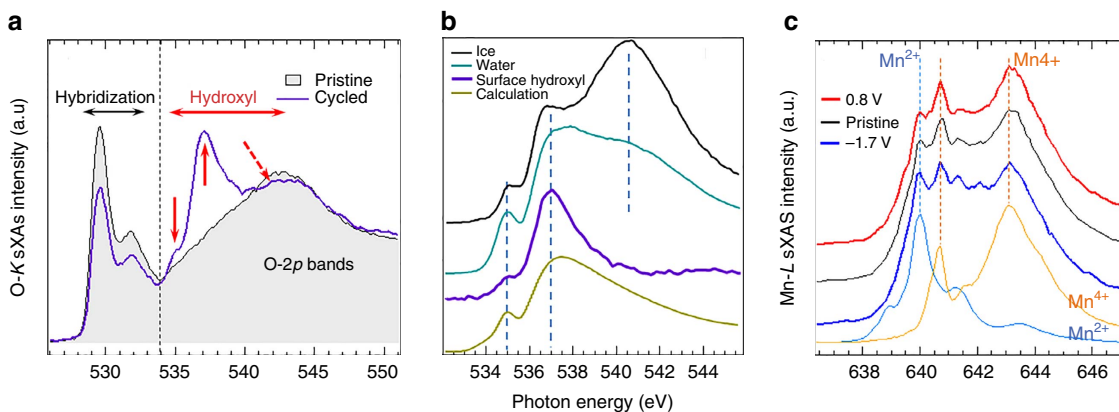 a
O-K sXAS intensity (a.u)
Hybridization
Hydroxyl
Pristine
Cycled
O-2p bands
530 535 540 545 550
b
Ice
Water
Surface hydroxyl
Calculation
534 536 538 540 542 544
Photon energy (eV)
c
Mn-L sXAS intensity (a.u.)
Mn2+
Mn4+
0.8 V
Pristine
–1.7 V
Mn4+
Mn2+
638 640 642 644 646